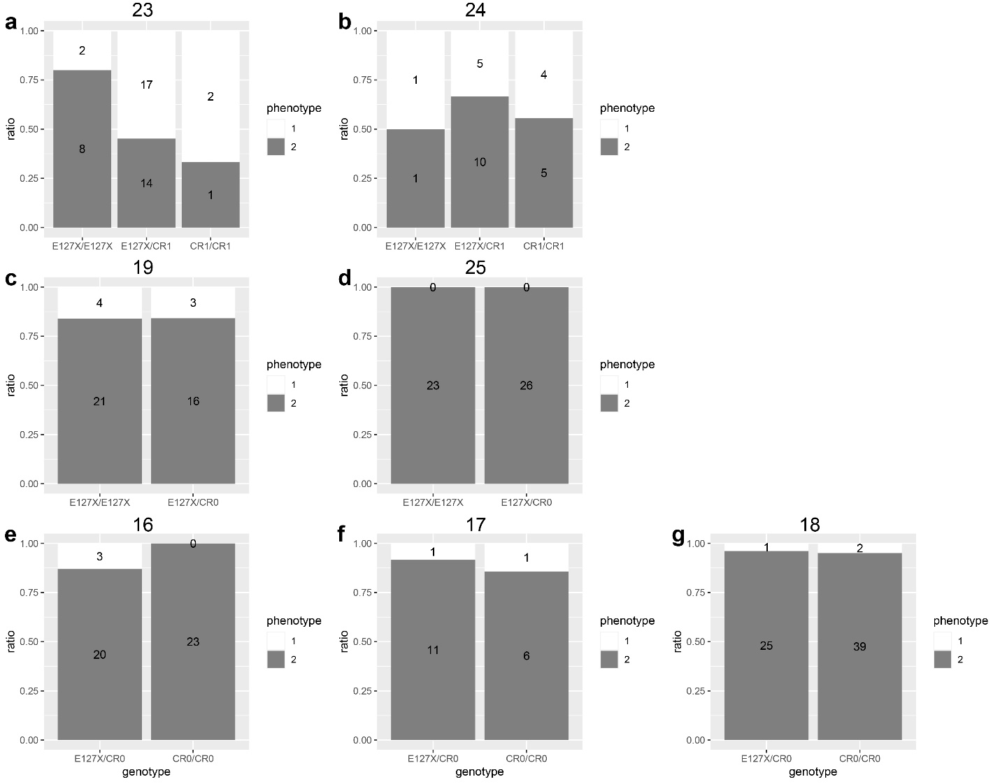 a
23
ratio
1.00
0.75
0.50
0.25
0.00
2
17
2
8
14
1
E127X/E127X
E127X/CR1
CR1/CR1
phenotype
1
2
b
24
ratio
1.00
0.75
0.50
0.25
0.00
1
5
4
1
10
5
E127X/E127X
E127X/CR1
CR1/CR1
phenotype
1
2
c
19
ratio
1.00
0.75
0.50
0.25
0.00
4
3
21
16
E127X/E127X
E127X/CR0
phenotype
1
2
d
25
ratio
1.00
0.75
0.50
0.25
0.00
0
0
23
26
E127X/E127X
E127X/CR0
phenotype
1
2
e
16
ratio
1.00
0.75
0.50
0.25
0.00
3
0
20
23
E127X/CR0
CR0/CR0
genotype
phenotype
1
2
f
17
ratio
1.00
0.75
0.50
0.25
0.00
1
1
11
6
E127X/CR0
CR0/CR0
genotype
phenotype
1
2
g
18
ratio
1.00
0.75
0.50
0.25
0.00
1
2
25
39
E127X/CR0
CR0/CR0
genotype
phenotype
1
2